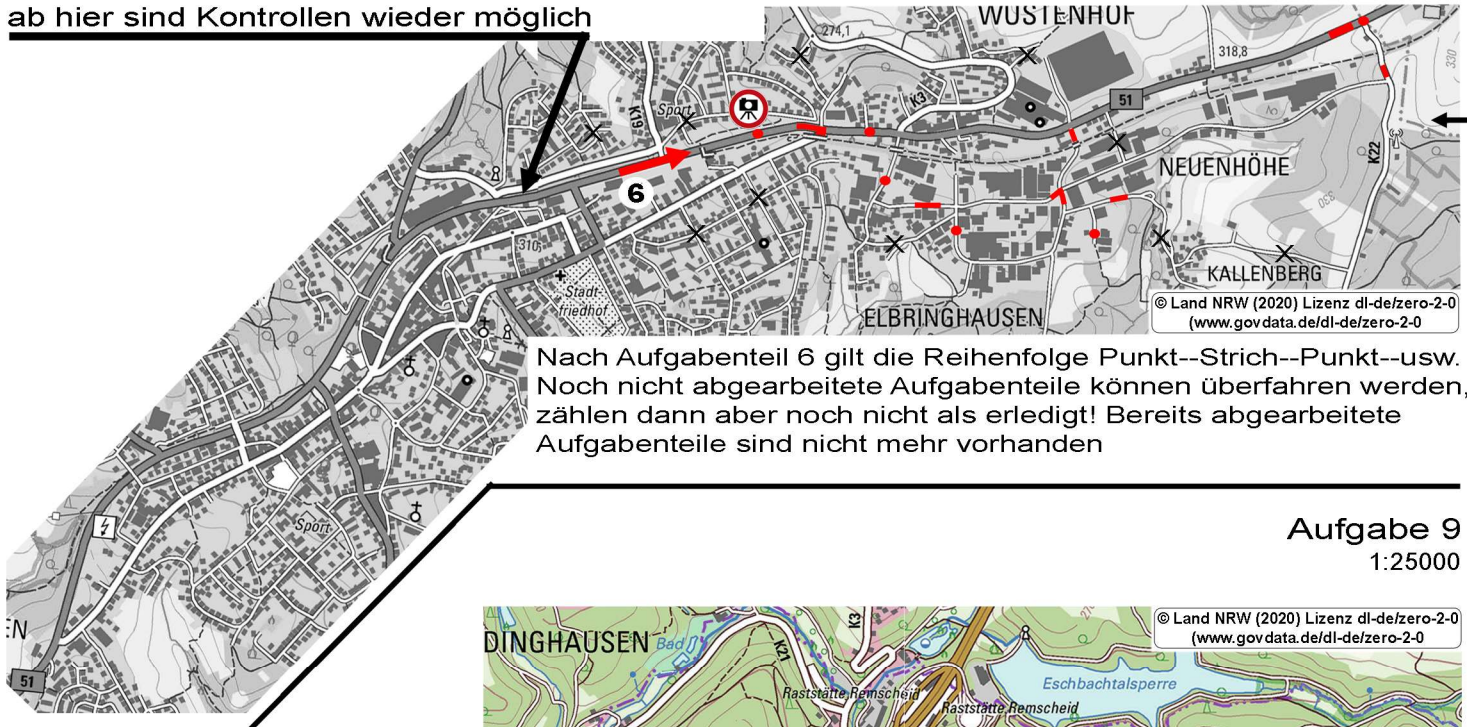 ab hier sind Kontrollen wieder möglich
WÜSTENHOF
274,1
318,8
330
K19
Sport
K3
51
6
K22
NEUENHÖHE
310
330
Stadt-
friedhof
KALLENBERG
ELBRINGHAUSEN
© Land NRW (2020) Lizenz dl-de/zero-2-0
(www.govdata.de/dl-de/zero-2-0
Nach Aufgabenteil 6 gilt die Reihenfolge Punkt--Strich--Punkt--usw.
Noch nicht abgearbeitete Aufgabenteile können überfahren werden,
zählen dann aber noch nicht als erledigt! Bereits abgearbeitete
Aufgabenteile sind nicht mehr vorhanden
Sport
EN
51
Aufgabe 9
1:25000
© Land NRW (2020) Lizenz dl-de/zero-2-0
(www.govdata.de/dl-de/zero-2-0
DINGHAUSEN
Bad
K21
K3
Raststätte Remscheid
Raststätte Remscheid
Eschbachtalsperre